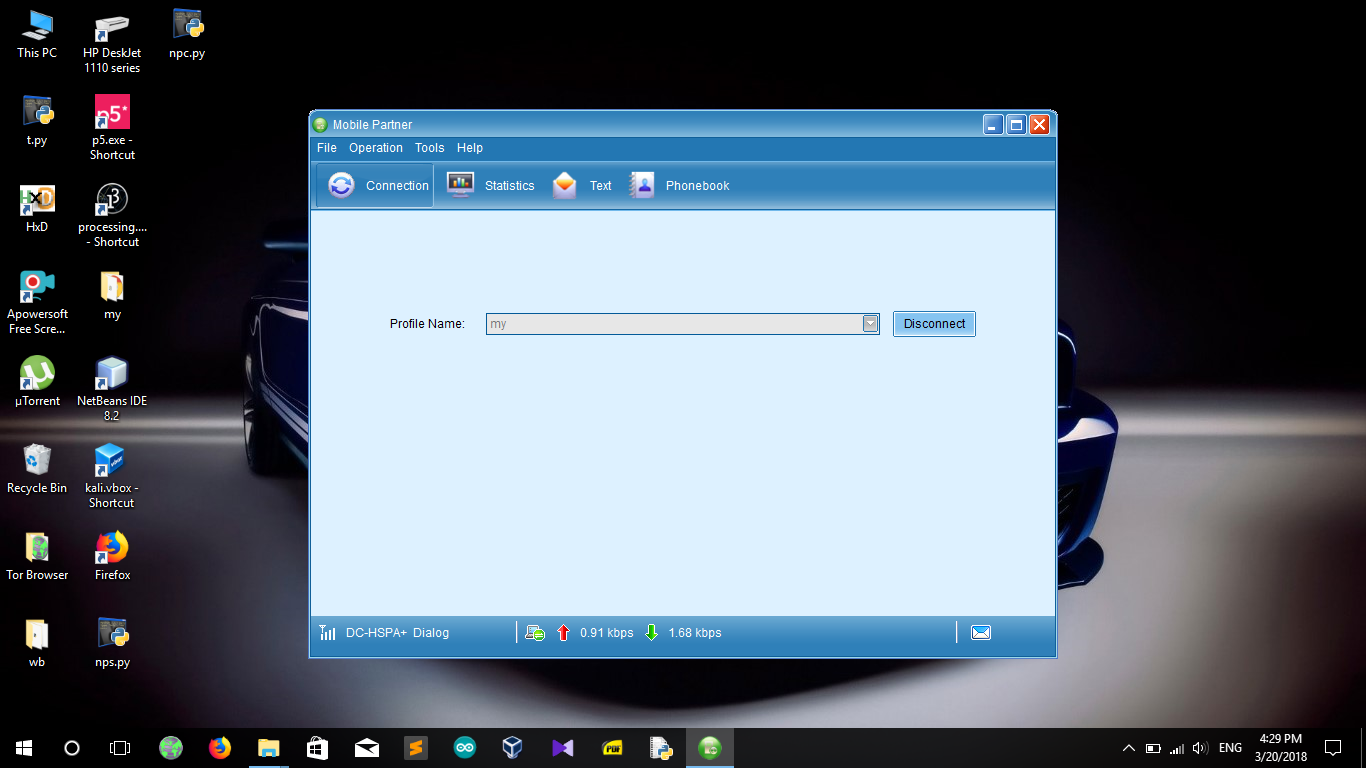 This PC
HP DeskJet
1110 series
npc.py
t.py
p5*
p5.exe -
Shortcut
HxD
HxD
processing....
- Shortcut
Apowersoft
Free Scre...
my
µTorrent
NetBeans IDE
8.2
Recycle Bin
kali.vbox -
Shortcut
Tor Browser
Firefox
wb
nps.py
Mobile Partner
File Operation Tools Help
Connection Statistics Text Phonebook
Profile Name: my Disconnect
DC-HSPA+ Dialog 0.91 kbps 1.68 kbps
PDF
ENG
4:29 PM
3/20/2018